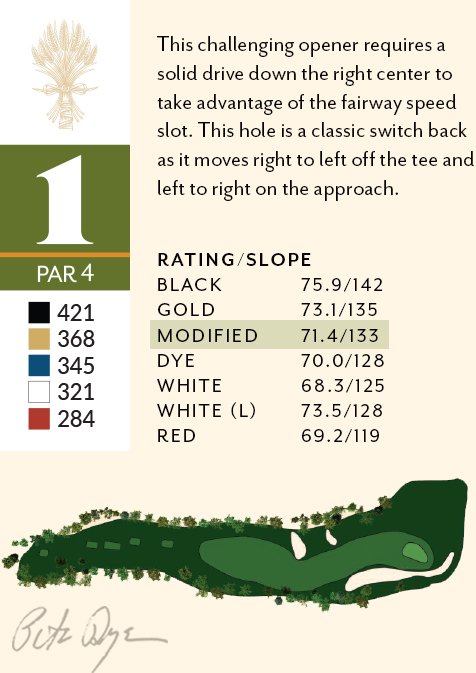 This challenging opener requires a
solid drive down the right center to
take advantage of the fairway speed
slot. This hole is a classic switch back
as it moves right to left off the tee and
left to right on the approach.
1
PAR 4
421
368
345
321
284
RATING/SLOPE
BLACK 75.9/142
GOLD 73.1/135
MODIFIED 71.4/133
DYE 70.0/128
WHITE 68.3/125
WHITE (L) 73.5/128
RED 69.2/119
Pete Dye